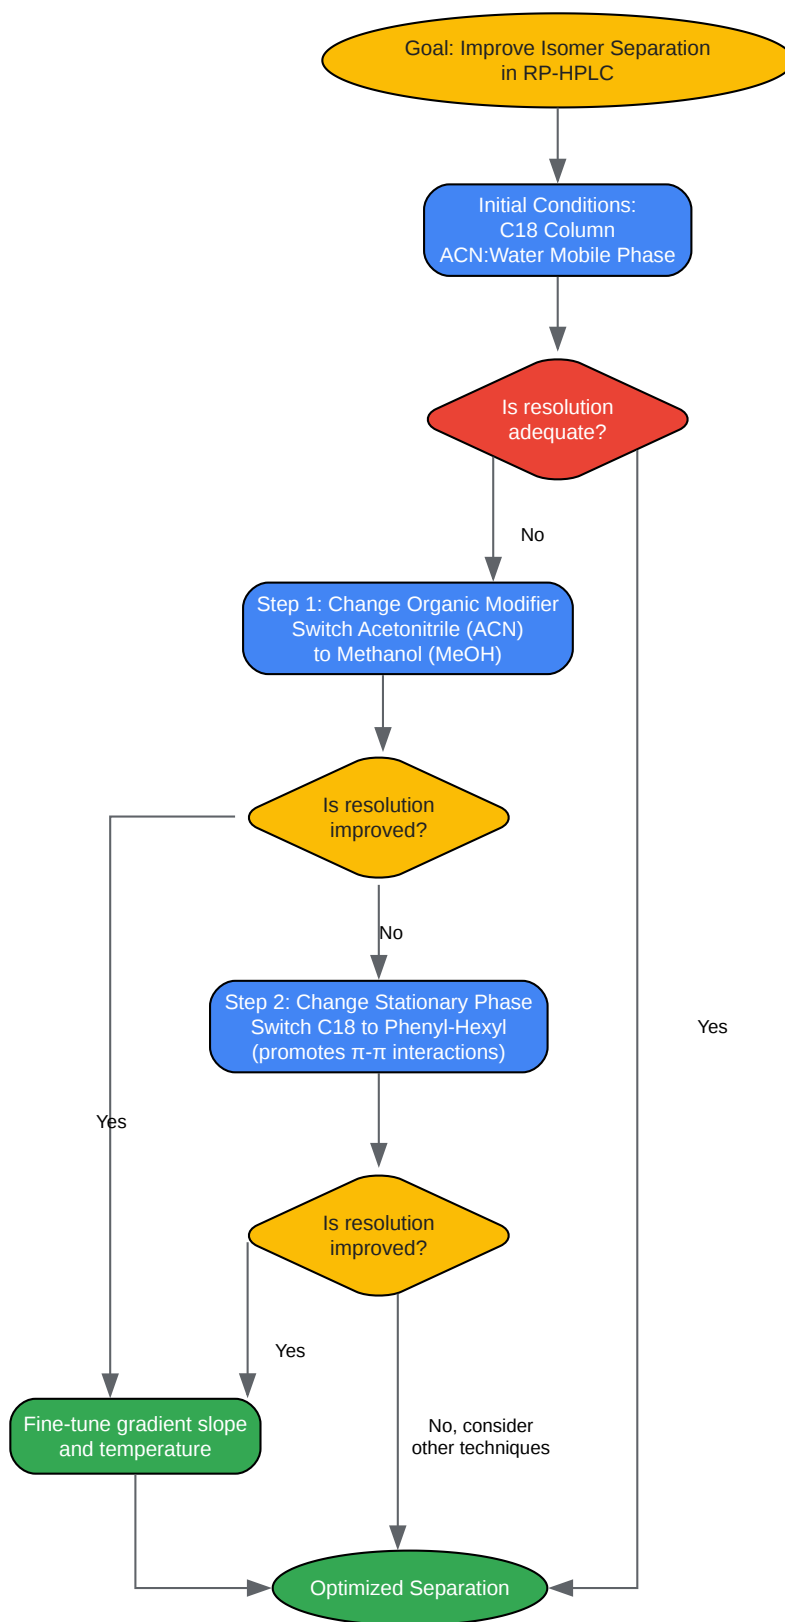 Goal: Improve Isomer Separation
in RP-HPLC
Initial Conditions:
C18 Column
ACN:Water Mobile Phase
Is resolution
adequate?
No
Step 1: Change Organic Modifier
Switch Acetonitrile (ACN)
to Methanol (MeOH)
Is resolution
improved?
No
Step 2: Change Stationary Phase
Switch C18 to Phenyl-Hexyl
(promotes π-π interactions)
Yes
Yes
Is resolution
improved?
Yes
No, consider
other techniques
Fine-tune gradient slope
and temperature
Optimized Separation